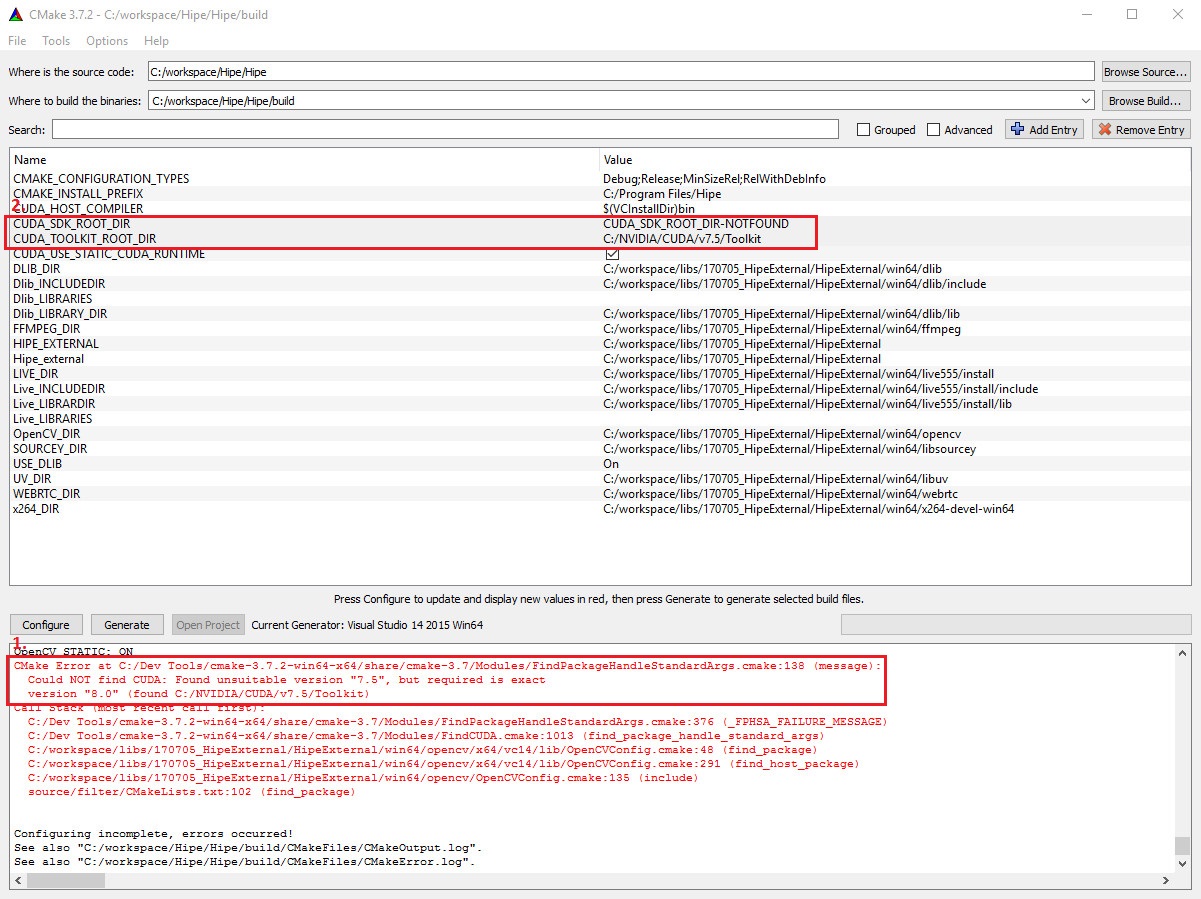 CMake 3.7.2 - C:/workspace/Hipe/Hipe/build
File Tools Options Help
Where is the source code: C:/workspace/Hipe/Hipe Browse Source...
Where to build the binaries: C:/workspace/Hipe/Hipe/build Browse Build...
Search: Grouped Advanced Add Entry Remove Entry
Name Value
CMAKE_CONFIGURATION_TYPES Debug;Release;MinSizeRel;RelWithDebInfo
CMAKE_INSTALL_PREFIX C:/Program Files/Hipe
2.
CUDA_HOST_COMPILER $(VCInstallDir)bin
CUDA_SDK_ROOT_DIR CUDA_SDK_ROOT_DIR-NOTFOUND
CUDA_TOOLKIT_ROOT_DIR C:/NVIDIA/CUDA/v7.5/Toolkit
CUDA_USE_STATIC_CUDA_RUNTIME
DLIB_DIR C:/workspace/libs/170705_HipeExternal/HipeExternal/win64/dlib
Dlib_INCLUDEDIR C:/workspace/libs/170705_HipeExternal/HipeExternal/win64/dlib/include
Dlib_LIBRARIES
Dlib_LIBRARY_DIR C:/workspace/libs/170705_HipeExternal/HipeExternal/win64/dlib/lib
FFMPEG_DIR C:/workspace/libs/170705_HipeExternal/HipeExternal/win64/ffmpeg
HIPE_EXTERNAL C:/workspace/libs/170705_HipeExternal/HipeExternal
Hipe_external C:/workspace/libs/170705_HipeExternal/HipeExternal
LIVE_DIR C:/workspace/libs/170705_HipeExternal/HipeExternal/win64/live555/install
Live_INCLUDEDIR C:/workspace/libs/170705_HipeExternal/HipeExternal/win64/live555/install/include
Live_LIBRARDIR C:/workspace/libs/170705_HipeExternal/HipeExternal/win64/live555/install/lib
Live_LIBRARIES
OpenCV_DIR C:/workspace/libs/170705_HipeExternal/HipeExternal/win64/opencv
SOURCEY_DIR C:/workspace/libs/170705_HipeExternal/HipeExternal/win64/libsourcey
USE_DLIB On
UV_DIR C:/workspace/libs/170705_HipeExternal/HipeExternal/win64/libuv
WEBRTC_DIR C:/workspace/libs/170705_HipeExternal/HipeExternal/win64/webrtc
x264_DIR C:/workspace/libs/170705_HipeExternal/HipeExternal/win64/x264-devel-win64
Press Configure to update and display new values in red, then press Generate to generate selected build files.
Configure Generate Open Project Current Generator: Visual Studio 14 2015 Win64
1.
OpenCV STATIC: ON
CMake Error at C:/Dev Tools/cmake-3.7.2-win64-x64/share/cmake-3.7/Modules/FindPackageHandleStandardArgs.cmake:138 (message):
Could NOT find CUDA: Found unsuitable version "7.5", but required is exact
version "8.0" (found C:/NVIDIA/CUDA/v7.5/Toolkit)
Call Stack (most recent call first):
C:/Dev Tools/cmake-3.7.2-win64-x64/share/cmake-3.7/Modules/FindPackageHandleStandardArgs.cmake:376 (_FPHSA_FAILURE_MESSAGE)
C:/Dev Tools/cmake-3.7.2-win64-x64/share/cmake-3.7/Modules/FindCUDA.cmake:1013 (find_package_handle_standard_args)
C:/workspace/libs/170705_HipeExternal/HipeExternal/win64/opencv/x64/vc14/lib/OpenCVConfig.cmake:48 (find_package)
C:/workspace/libs/170705_HipeExternal/HipeExternal/win64/opencv/x64/vc14/lib/OpenCVConfig.cmake:291 (find_host_package)
C:/workspace/libs/170705_HipeExternal/HipeExternal/win64/opencv/OpenCVConfig.cmake:135 (include)
source/filter/CMakeLists.txt:102 (find_package)
Configuring incomplete, errors occurred!
See also "C:/workspace/Hipe/Hipe/build/CMakeFiles/CMakeOutput.log".
See also "C:/workspace/Hipe/Hipe/build/CMakeFiles/CMakeError.log".